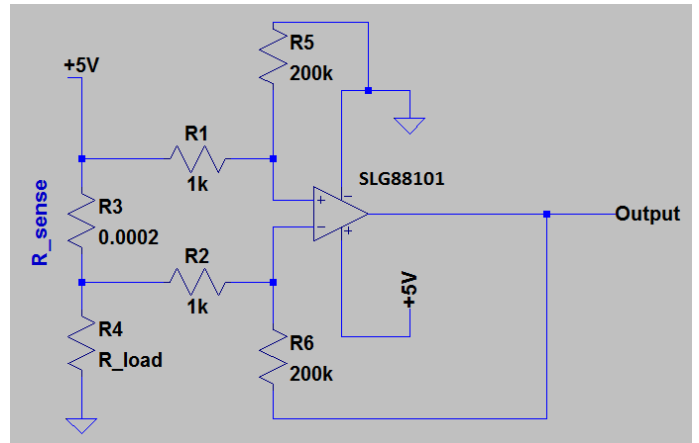 R5
200k
+5V
R1
1k
SLG88101
+
−
R_sense
R3
0.0002
−
+
Output
R2
1k
+5V
R4
R_load
R6
200k